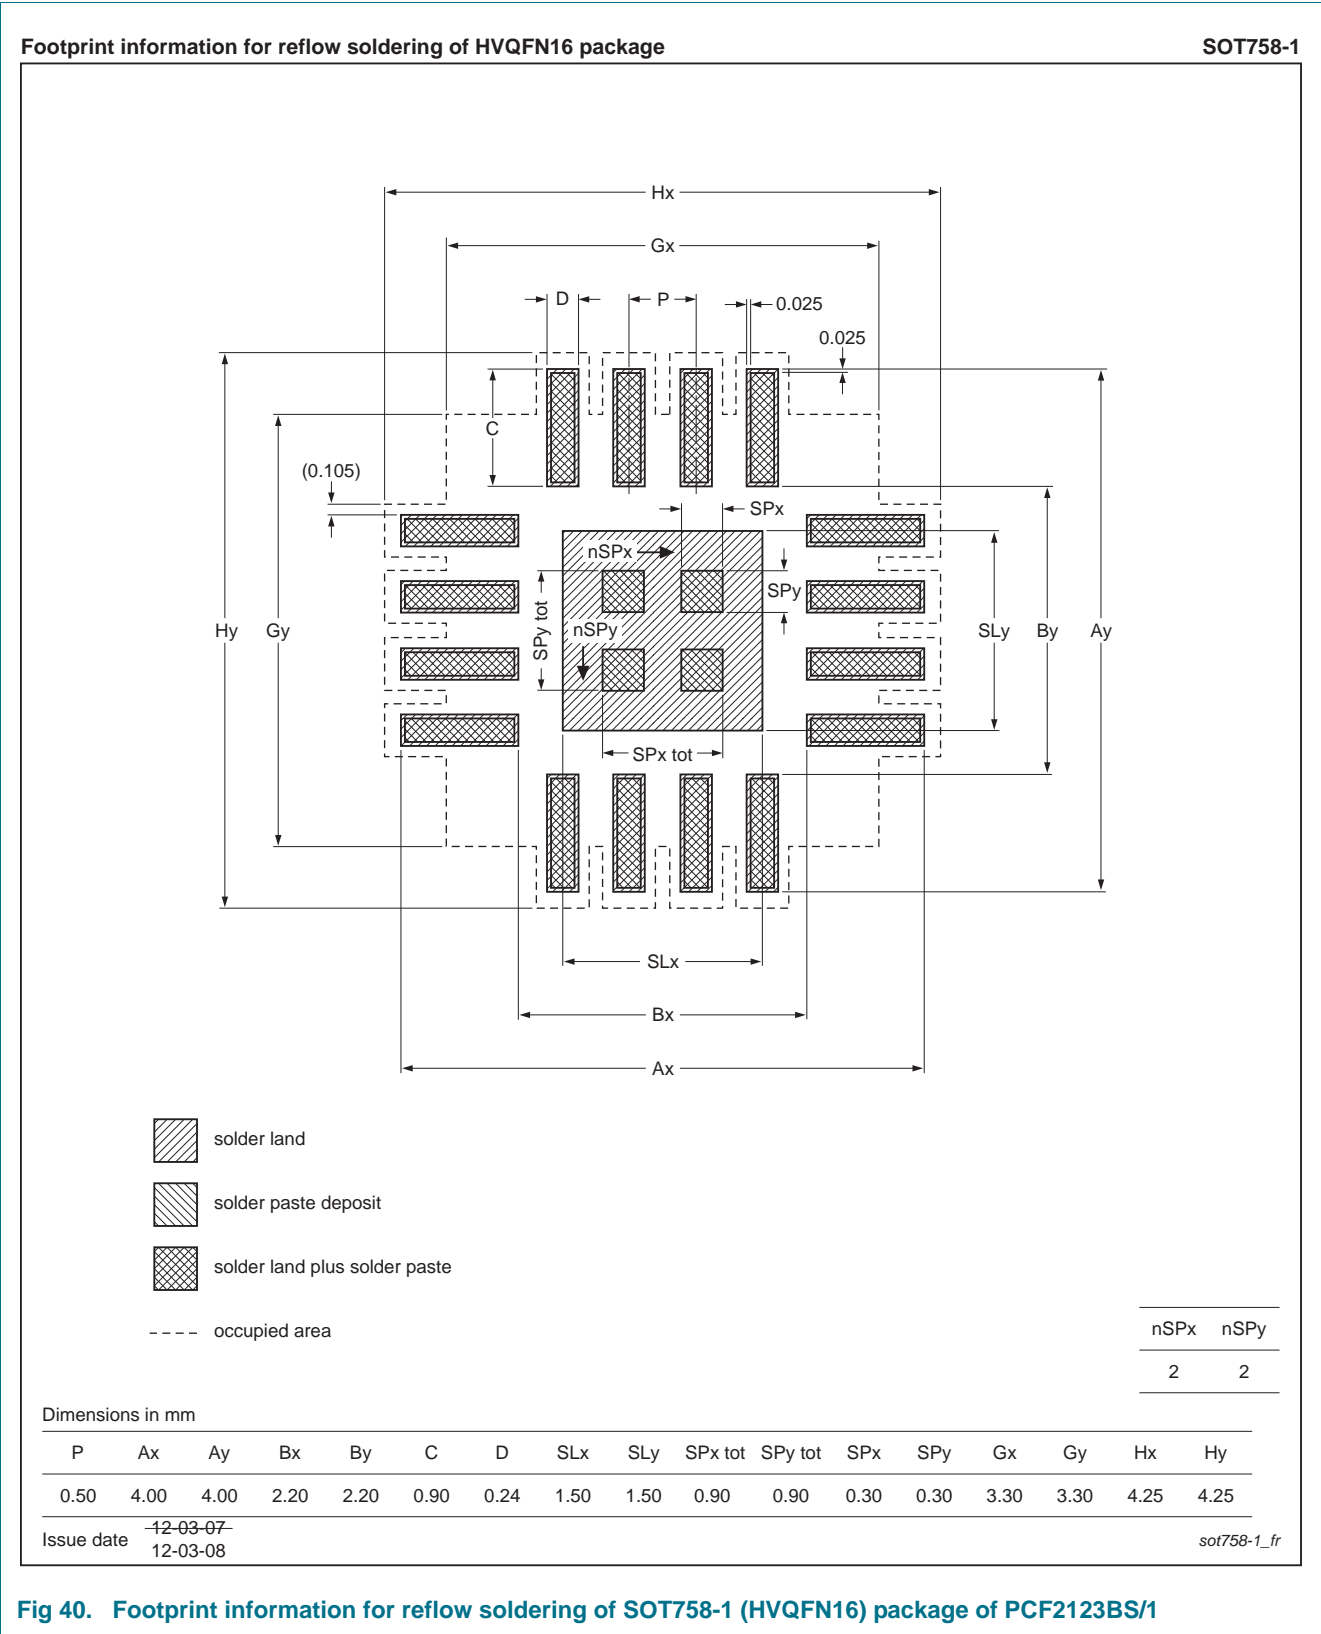 Footprint information for reflow soldering of HVQFN16 package SOT758-1
Hx
Gx
D P 0.025
0.025
C
(0.105)
SPx
nSPx
SPy
SPy tot
nSPy
Hy Gy SLy By Ay
SPx tot
SLx
Bx
Ax
solder land
solder paste deposit
solder land plus solder paste
occupied area
nSPx nSPy
2 2
Dimensions in mm
P Ax Ay Bx By C D SLx SLy SPx tot SPy tot SPx SPy Gx Gy Hx Hy
0.50 4.00 4.00 2.20 2.20 0.90 0.24 1.50 1.50 0.90 0.90 0.30 0.30 3.30 3.30 4.25 4.25
Issue date 12-03-07
12-03-08
sot758-1_fr
Fig 40. Footprint information for reflow soldering of SOT758-1 (HVQFN16) package of PCF2123BS/1